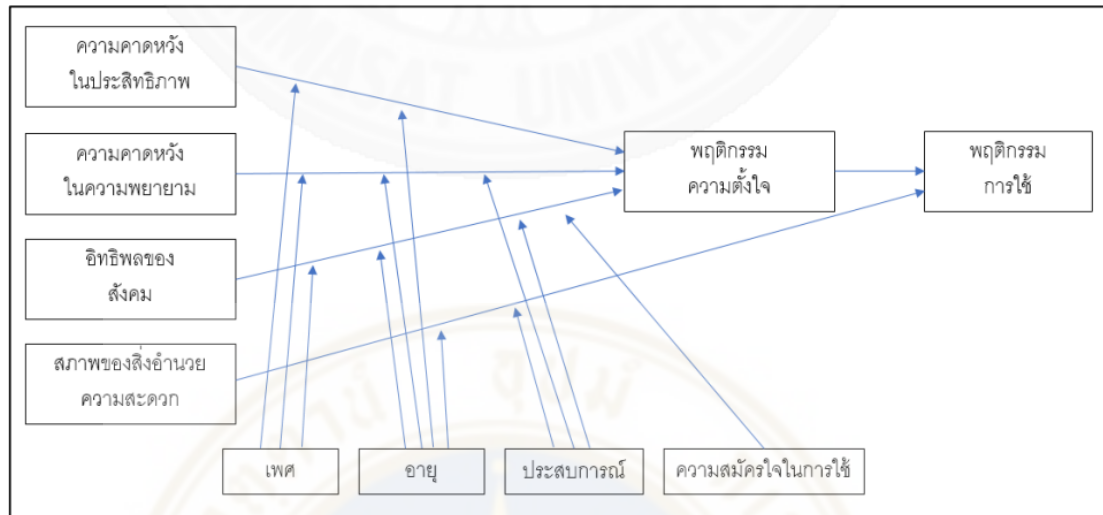 ความคาดหวัง
ในประสิทธิภาพ
ความคาดหวัง
ในความพยายาม
อิทธิพลของ
สังคม
สภาพของสิ่งอำนวย
ความสะดวก
พฤติกรรม
ความตั้งใจ
พฤติกรรม
การใช้
เพศ
อายุ
ประสบการณ์
ความสมัครใจในการใช้